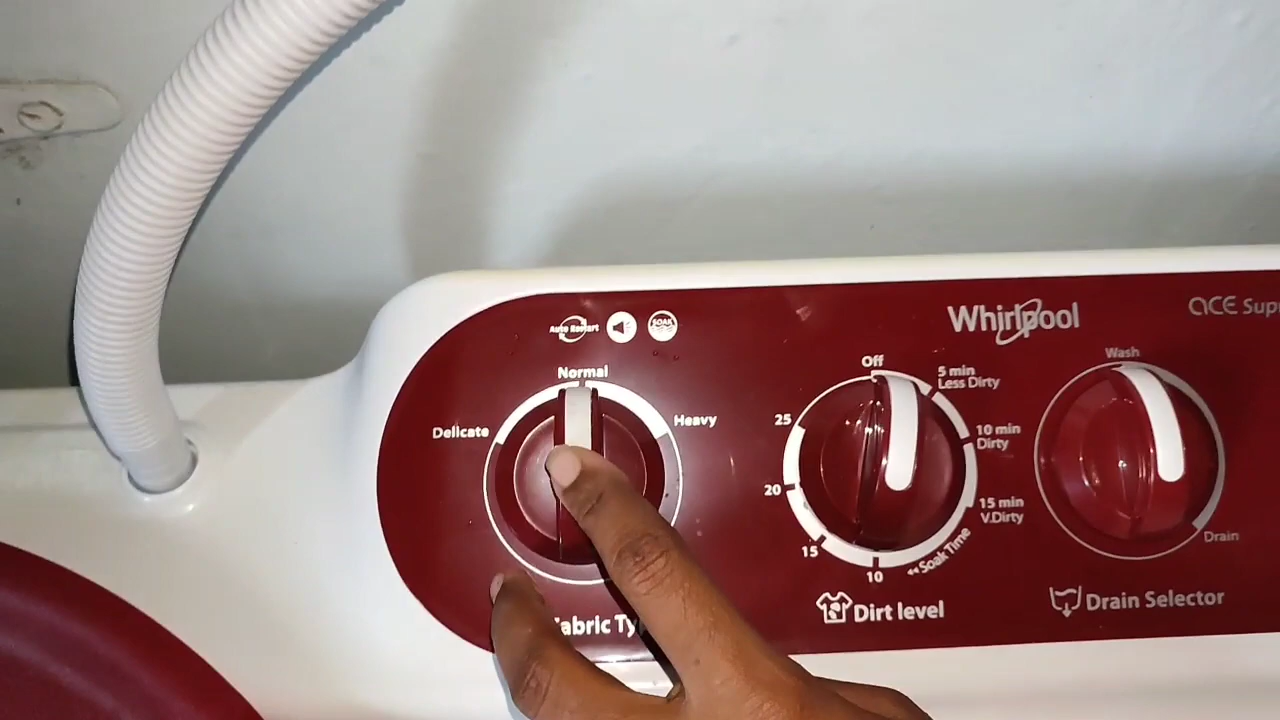 Auto Restart
SOAK
Whirlpool
ACE Sup
Normal
Delicate
Heavy
Fabric Ty
Off
5 min
Less Dirty
10 min
Dirty
15 min
V.Dirty
Soak Time
10
15
20
25
Dirt level
Wash
Drain
Drain Selector